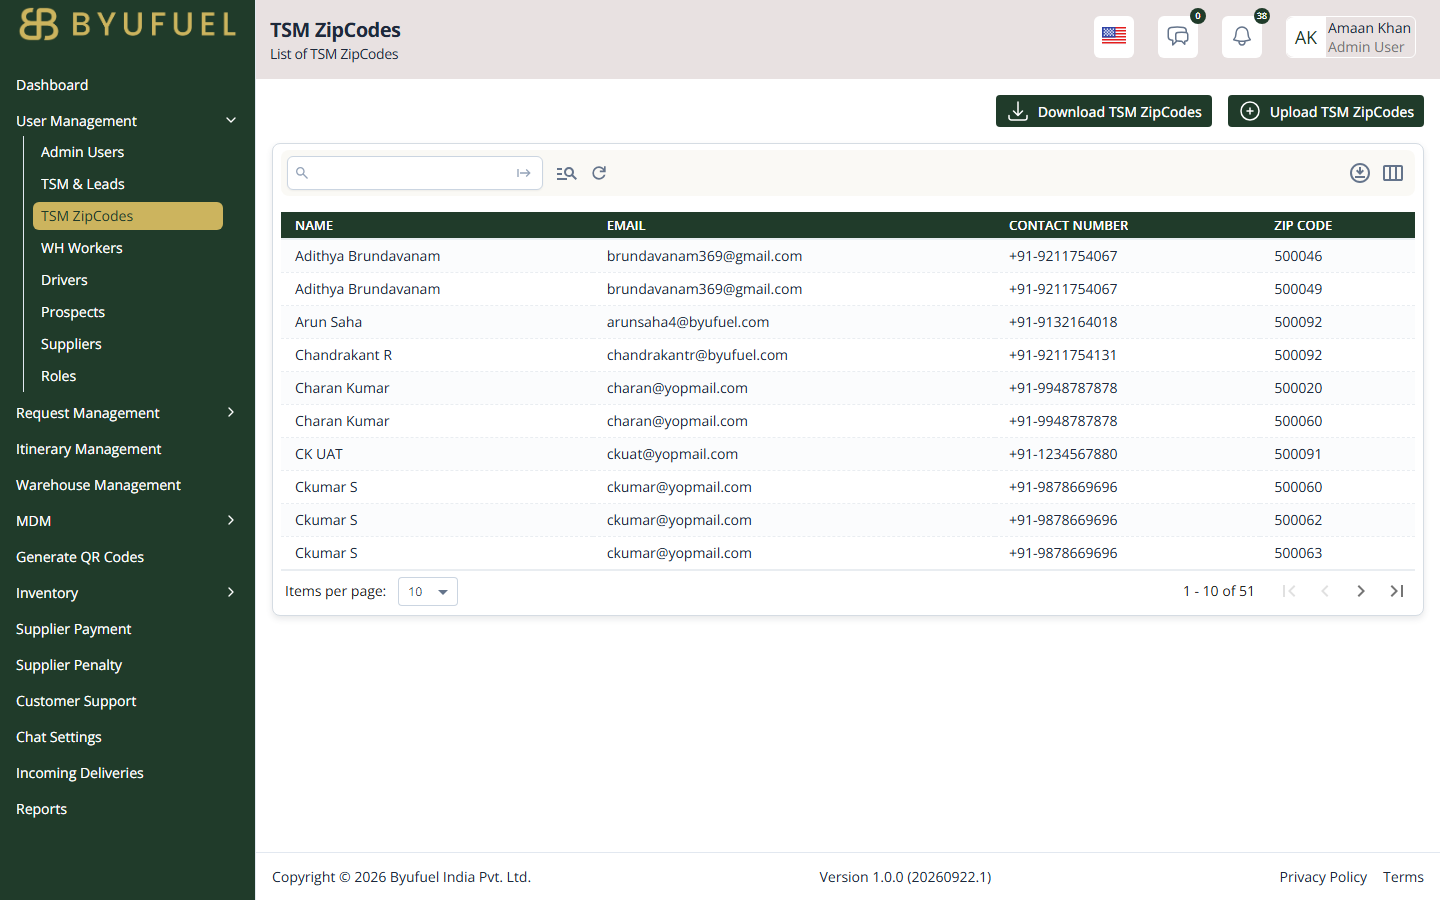 BYUFUEL
Dashboard
User Management
Admin Users
TSM & Leads
TSM ZipCodes
WH Workers
Drivers
Prospects
Suppliers
Roles
Request Management
Itinerary Management
Warehouse Management
MDM
Generate QR Codes
Inventory
Supplier Payment
Supplier Penalty
Customer Support
Chat Settings
Incoming Deliveries
Reports
TSM ZipCodes
List of TSM ZipCodes
0
38
AK
Amaan Khan
Admin User
Download TSM ZipCodes
Upload TSM ZipCodes
NAME EMAIL CONTACT NUMBER ZIP CODE
Adithya Brundavanam brundavanam369@gmail.com +91-9211754067 500046
Adithya Brundavanam brundavanam369@gmail.com +91-9211754067 500049
Arun Saha arunsaha4@byufuel.com +91-9132164018 500092
Chandrakant R chandrakantr@byufuel.com +91-9211754131 500092
Charan Kumar charan@yopmail.com +91-9948787878 500020
Charan Kumar charan@yopmail.com +91-9948787878 500060
CK UAT ckuat@yopmail.com +91-1234567880 500091
Ckumar S ckumar@yopmail.com +91-9878669696 500060
Ckumar S ckumar@yopmail.com +91-9878669696 500062
Ckumar S ckumar@yopmail.com +91-9878669696 500063
Items per page: 10 1 - 10 of 51
Copyright © 2026 Byufuel India Pvt. Ltd. Version 1.0.0 (20260922.1) Privacy Policy Terms